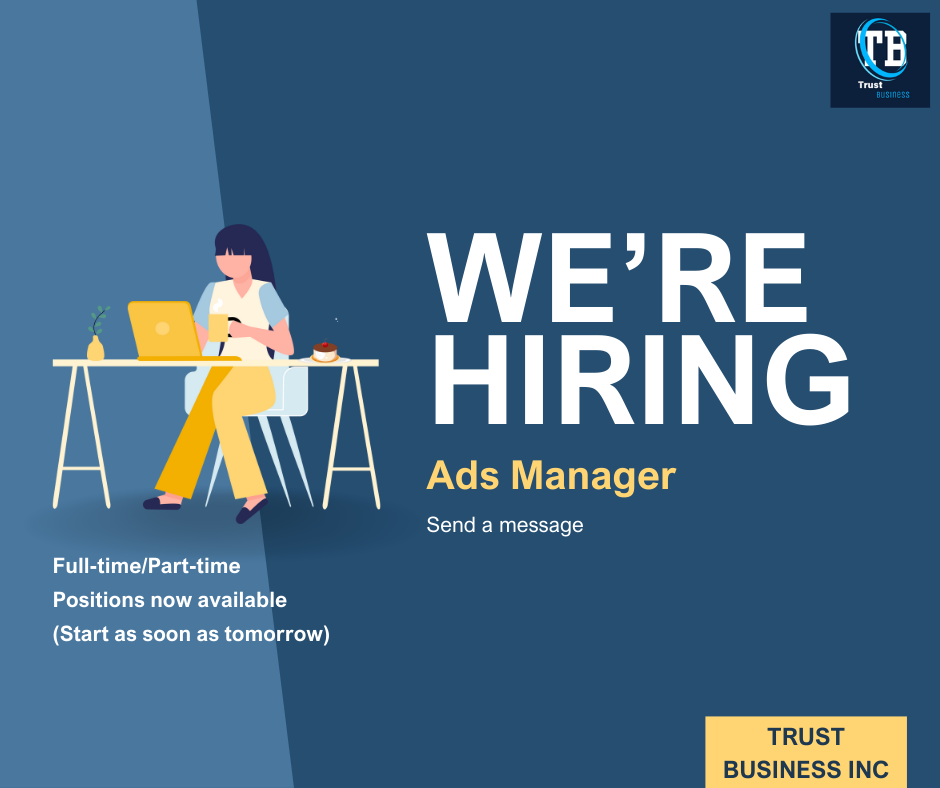 TB
Trust
BUSINESS
WE’RE
HIRING
Ads Manager
Send a message
Full-time/Part-time
Positions now available
(Start as soon as tomorrow)
TRUST
BUSINESS INC